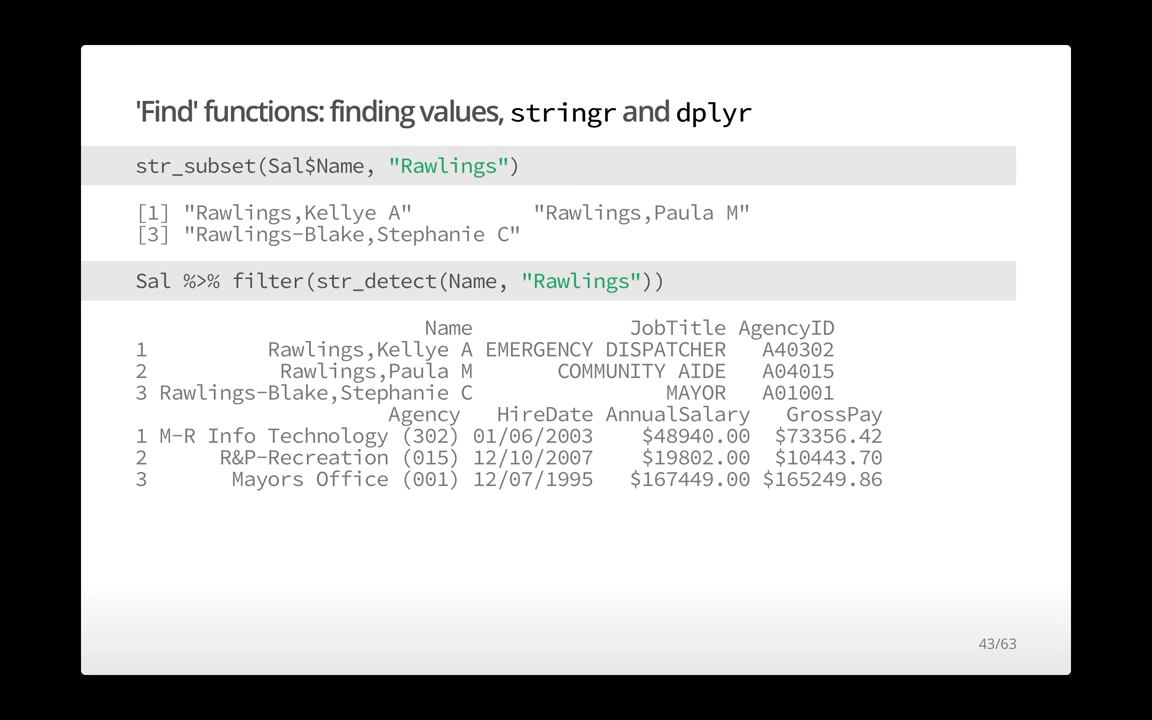 'Find' functions: finding values, stringr and dplyr
str_subset(Sal$Name, "Rawlings")
[1] "Rawlings,Kellye A"          "Rawlings,Paula M"
[3] "Rawlings-Blake,Stephanie C"
Sal %>% filter(str_detect(Name, "Rawlings"))
                        Name             JobTitle AgencyID
1          Rawlings,Kellye A EMERGENCY DISPATCHER   A40302
2           Rawlings,Paula M       COMMUNITY AIDE   A04015
3 Rawlings-Blake,Stephanie C                MAYOR   A01001
                     Agency   HireDate AnnualSalary   GrossPay
1 M-R Info Technology (302) 01/06/2003    $48940.00  $73356.42
2      R&P-Recreation (015) 12/10/2007    $19802.00  $10443.70
3       Mayors Office (001) 12/07/1995   $167449.00 $165249.86
43/63